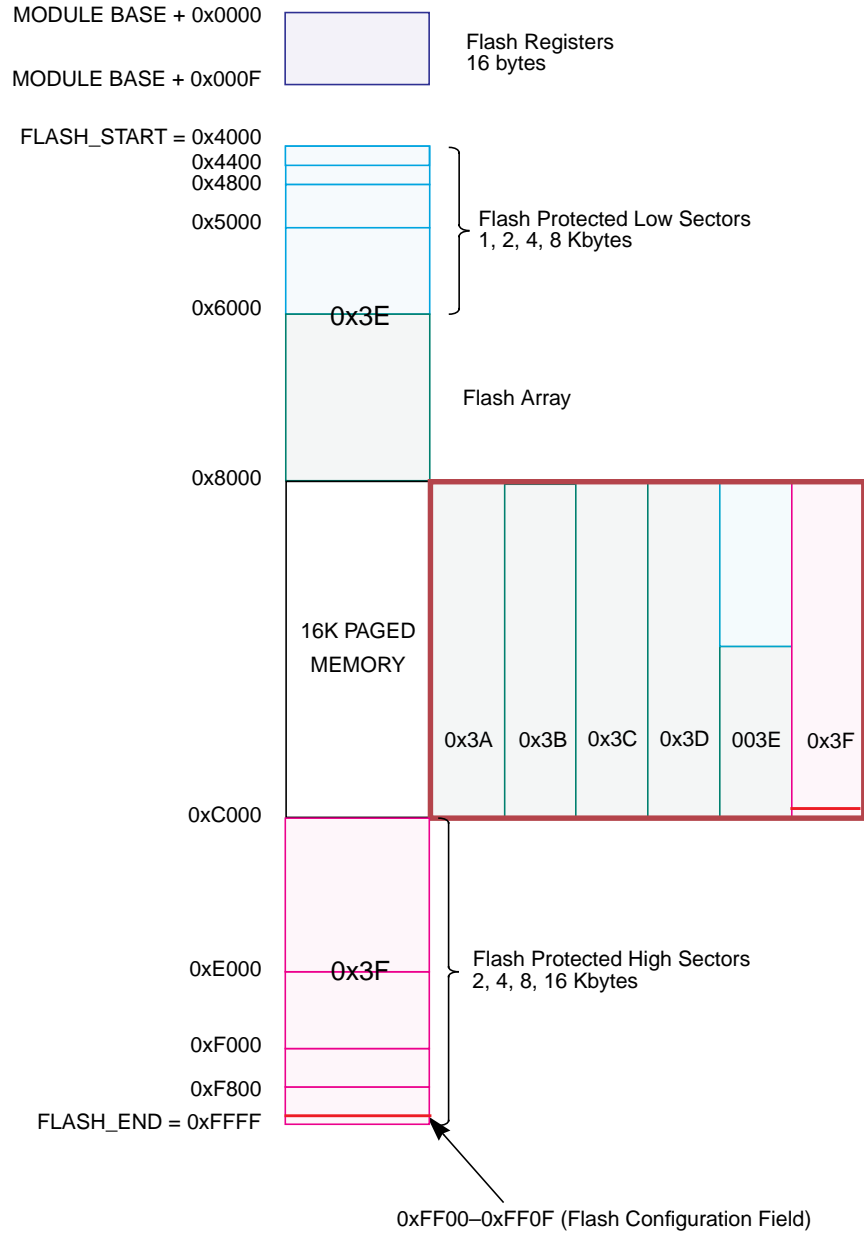 MODULE BASE + 0x0000
Flash Registers
16 bytes
MODULE BASE + 0x000F
FLASH_START = 0x4000
0x4400
0x4800
0x5000
Flash Protected Low Sectors
1, 2, 4, 8 Kbytes
0x6000
0x3E
Flash Array
0x8000
16K PAGED
MEMORY
0x3A
0x3B
0x3C
0x3D
003E
0x3F
0xC000
0xE000
0x3F
Flash Protected High Sectors
2, 4, 8, 16 Kbytes
0xF000
0xF800
FLASH_END = 0xFFFF
0xFF00–0xFF0F (Flash Configuration Field)